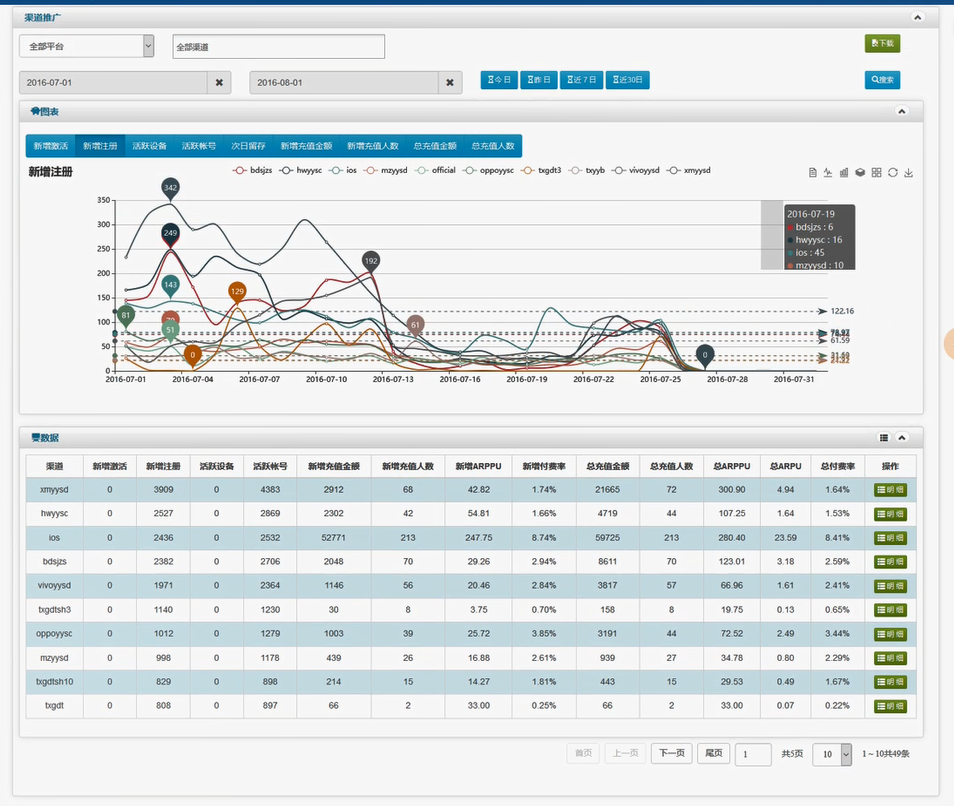 渠道推广
全部平台
全部渠道
下载
2016-07-01 ✖ 2016-08-01 ✖ 今日 昨日 近7日 近30日 搜索
图表
新增激活 新增注册 活跃设备 活跃帐号 次日留存 新增充值金额 新增充值人数 总充值金额 总充值人数
新增注册
bdsjzs hwyysc ios mzyysd official oppoyysc txgdt3 txyyb vivoyysd xmyysd
350
300
250
200
150
100
50
0
342
249
143
81
51
0
129
192
61
0
2016-07-19
bdsjzs : 6
hwyysc : 16
ios : 45
mzyysd : 10
122.16
61.59
2016-07-01 2016-07-04 2016-07-07 2016-07-10 2016-07-13 2016-07-16 2016-07-19 2016-07-22 2016-07-25 2016-07-28 2016-07-31
数据
渠道 新增激活 新增注册 活跃设备 活跃帐号 新增充值金额 新增充值人数 新增ARPPU 新增付费率 总充值金额 总充值人数 总ARPPU 总ARPU 总付费率 操作
xmyysd 0 3909 0 4383 2912 68 42.82 1.74% 21665 72 300.90 4.94 1.64% 明细
hwyysc 0 2527 0 2869 2302 42 54.81 1.66% 4719 44 107.25 1.64 1.53% 明细
ios 0 2436 0 2532 52771 213 247.75 8.74% 59725 213 280.40 23.59 8.41% 明细
bdsjzs 0 2382 0 2706 2048 70 29.26 2.94% 8611 70 123.01 3.18 2.59% 明细
vivoyysd 0 1971 0 2364 1146 56 20.46 2.84% 3817 57 66.96 1.61 2.41% 明细
txgdtsh3 0 1140 0 1230 30 8 3.75 0.70% 158 8 19.75 0.13 0.65% 明细
oppoyysc 0 1012 0 1279 1003 39 25.72 3.85% 3191 44 72.52 2.49 3.44% 明细
mzyysd 0 998 0 1178 439 26 16.88 2.61% 939 27 34.78 0.80 2.29% 明细
txgdtsh10 0 829 0 898 214 15 14.27 1.81% 443 15 29.53 0.49 1.67% 明细
txgdt 0 808 0 897 66 2 33.00 0.25% 66 2 33.00 0.07 0.22% 明细
首页 上一页 下一页 尾页 1 共5页 10 1~10共49条